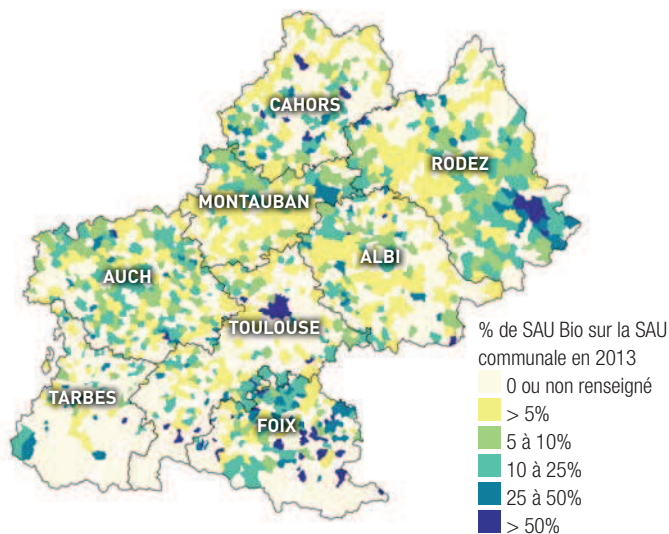 CAHORS
RODEZ
MONTAUBAN
ALBI
AUCH
TOULOUSE
TARBES
FOIX
% de SAU Bio sur la SAU
communale en 2013
0 ou non renseigné
> 5%
5 à 10%
10 à 25%
25 à 50%
> 50%